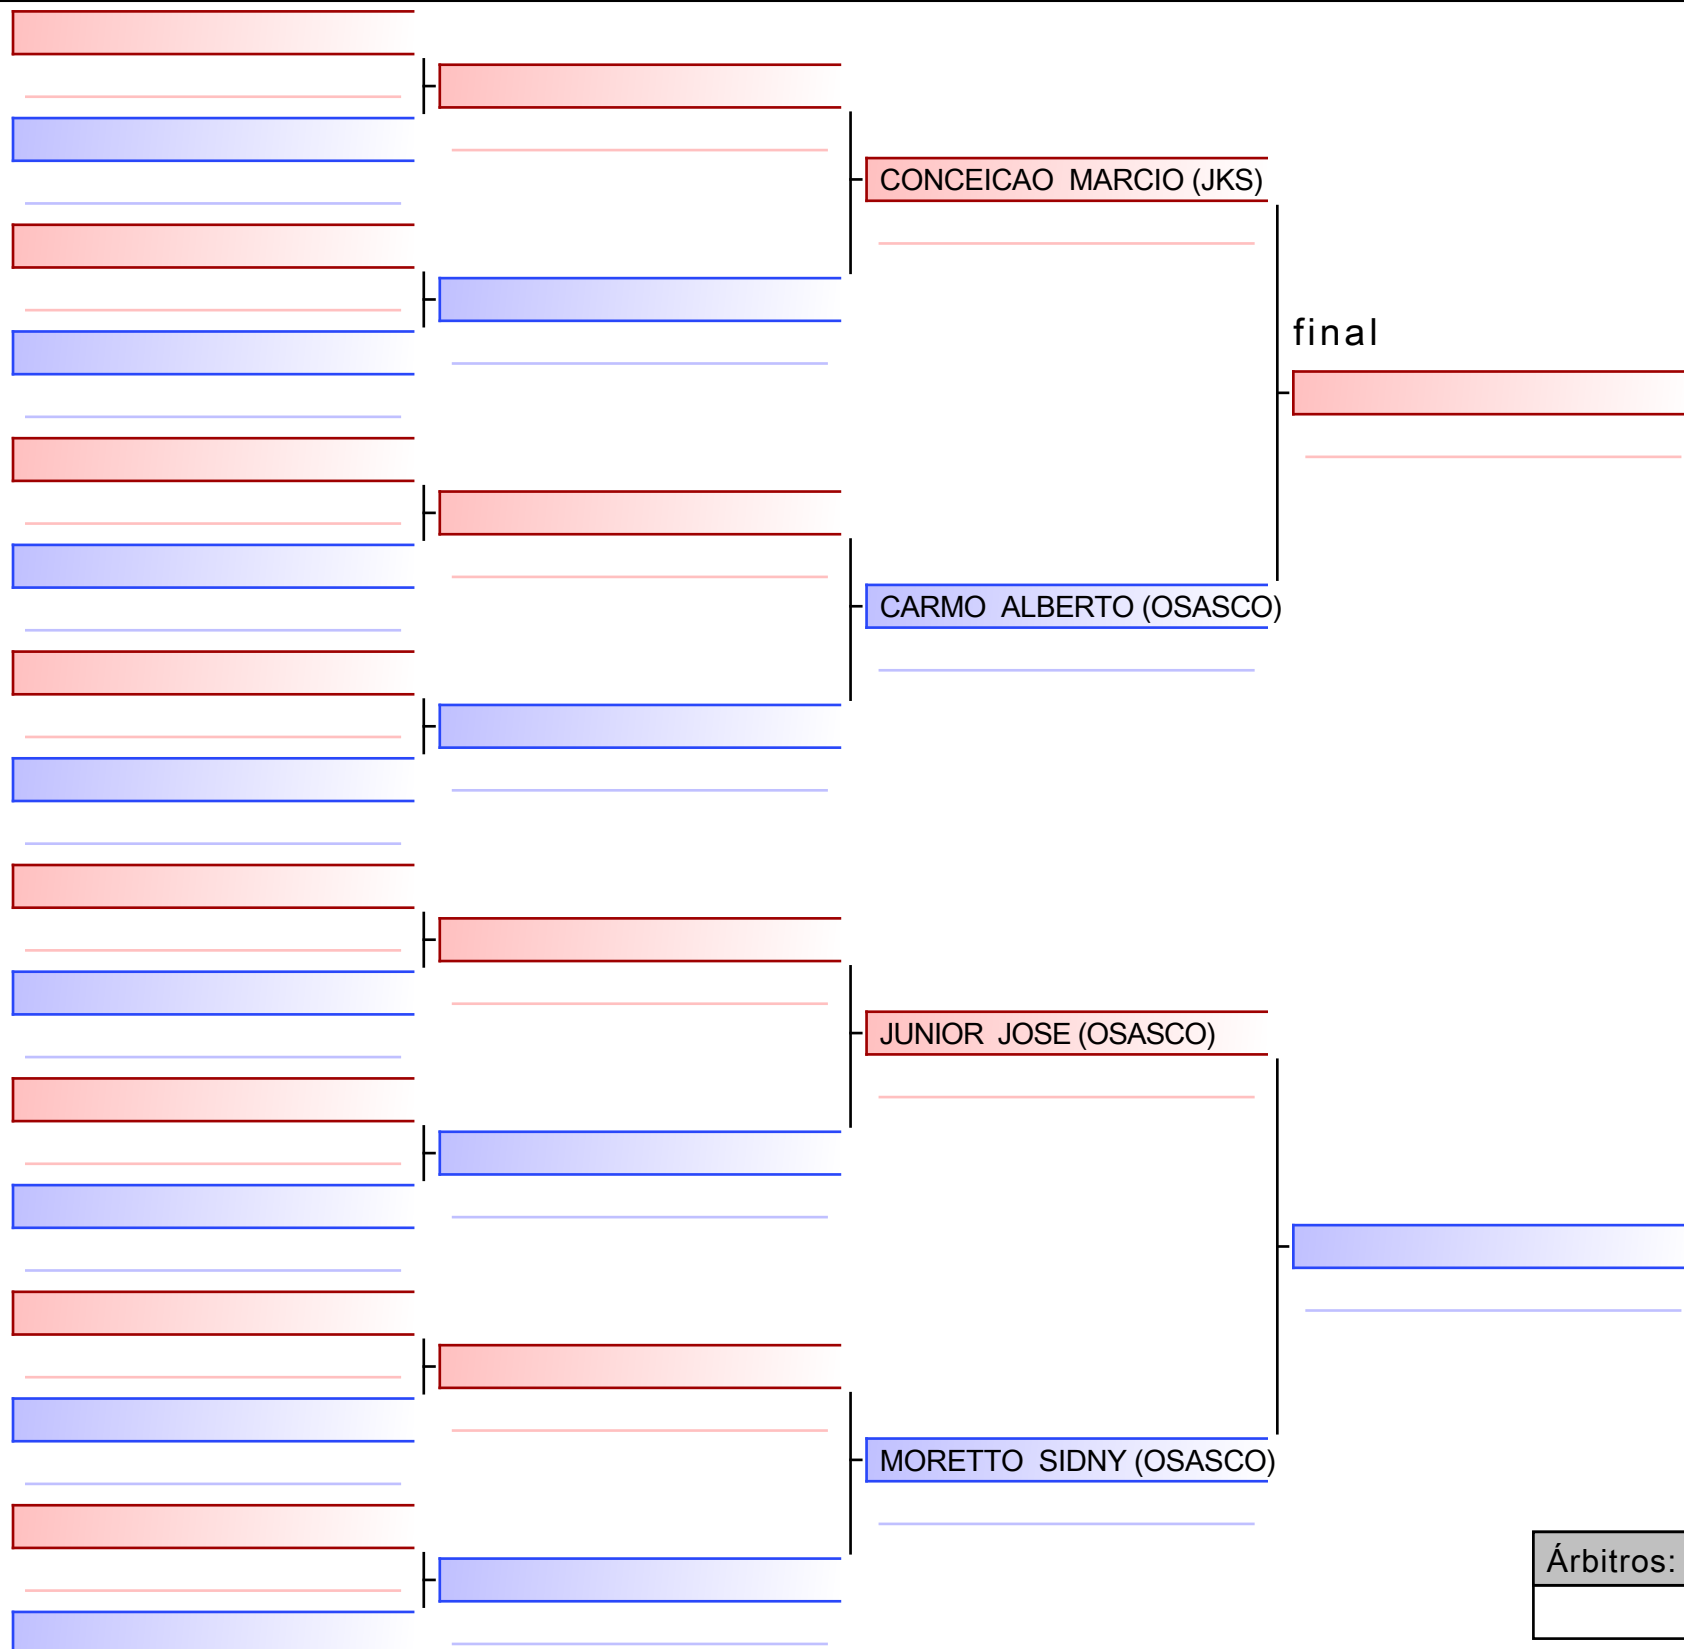 CONCEICAO MARCIO (JKS)
final
CARMO ALBERTO (OSASCO)
JUNIOR JOSE (OSASCO)
MORETTO SIDNY (OSASCO)
Árbitros: